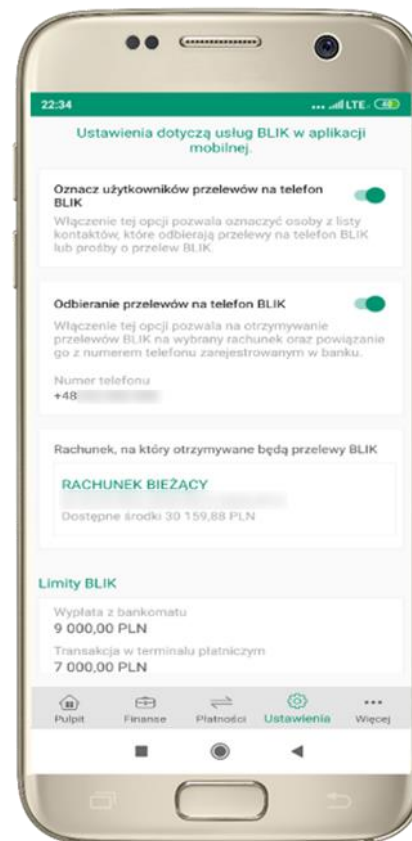 22:34
LTE
48
Ustawienia dotyczą usług BLIK w aplikacji
mobilnej.
Oznacz użytkowników przelewów na telefon
BLIK
Włączenie tej opcji pozwala oznaczyć osoby z listy
kontaktów, które odbierają przelewy na telefon BLIK
lub prośby o przelew BLIK
Odbieranie przelewów na telefon BLIK
Włączenie tej opcji pozwala na otrzymywanie
przelewów BLIK na wybrany rachunek oraz powiązanie
go z numerem telefonu zarejestrowanym w banku.
Numer telefonu
+48
Rachunek, na który otrzymywane będą przelewy BLIK
RACHUNEK BIEŻĄCY
Dostępne środki 30 159,88 PLN
Limity BLIK
Wypłata z bankomatu
9 000,00 PLN
Transakcja w terminalu płatniczym
7 000,00 PLN
Pulpit Finanse Płatności Ustawienia Więcej